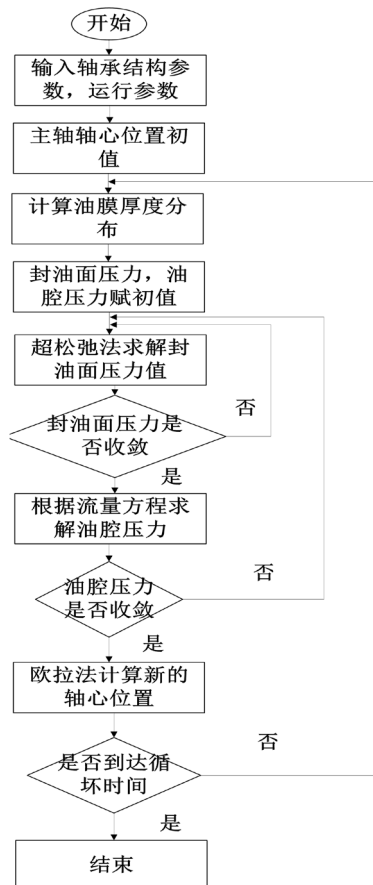 开始
输入轴承结构参
数，运行参数
主轴轴心位置初
值
计算油膜厚度分
布
封油面压力，油
腔压力赋初值
超松弛法求解封
油面压力值
否
封油面压力是
否收敛
是
根据流量方程求
解油腔压力
否
油腔压力
是否收敛
是
欧拉法计算新的
轴心位置
否
是否到达循
坏时间
是
结束